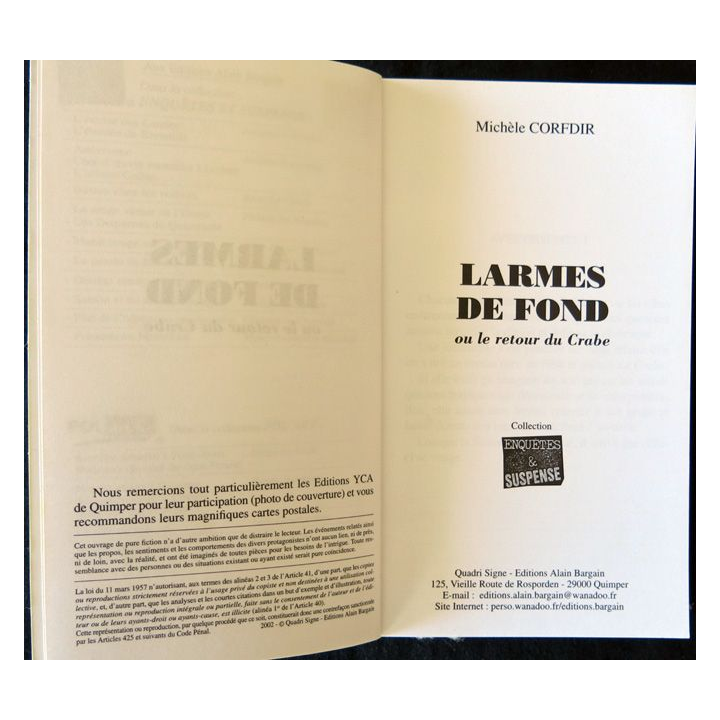 Nous remercions tout particulièrement les Editions YCA
de Quimper pour leur participation (photo de couverture) et vous
recommandons leurs magnifiques cartes postales.
Cet ouvrage de pure fiction n'a d'autre ambition que de distraire le lecteur. Les événements relatés ainsi
que les propos, les sentiments et les comportements des divers protagonistes n'ont aucun lien, ni de près,
ni de loin, avec la réalité, et ont été imaginés de toutes pièces pour les besoins de l'intrigue. Toute res-
semblance avec des personnes ou des situations existant ou ayant existé serait pure coïncidence.
La loi du 11 mars 1957 n'autorisant, aux termes des alinéas 2 et 3 de l'Article 41, d'une part, que les copies
ou reproductions strictement réservées à l'usage privé du copiste et non destinées à une utilisation col-
lective, et, d'autre part, que les analyses et les courtes citations dans un but d'exemple et d'illustration, toute
représentation ou reproduction intégrale ou partielle, faite sans le consentement de l'auteur et de l'édi-
teur ou de leurs ayants-droit ou ayants-cause, est illicite (alinéa 1er de l'Article 40).
Cette représentation ou reproduction, par quelque procédé que ce soit, constituerait donc une contrefaçon sanctionnée
par les Articles 425 et suivants du Code Pénal.
2002 - © Quadri Signe - Editions Alain Bargain
Michèle CORFDIR
LARMES
DE FOND
ou le retour du Crabe
Collection
ENQUÊTES
&
SUSPENSE
Quadri Signe - Editions Alain Bargain
125, Vieille Route de Rosporden - 29000 Quimper
E-mail : editions.alain.bargain@wanadoo.fr
Site Internet : perso.wanadoo.fr/editions.bargain